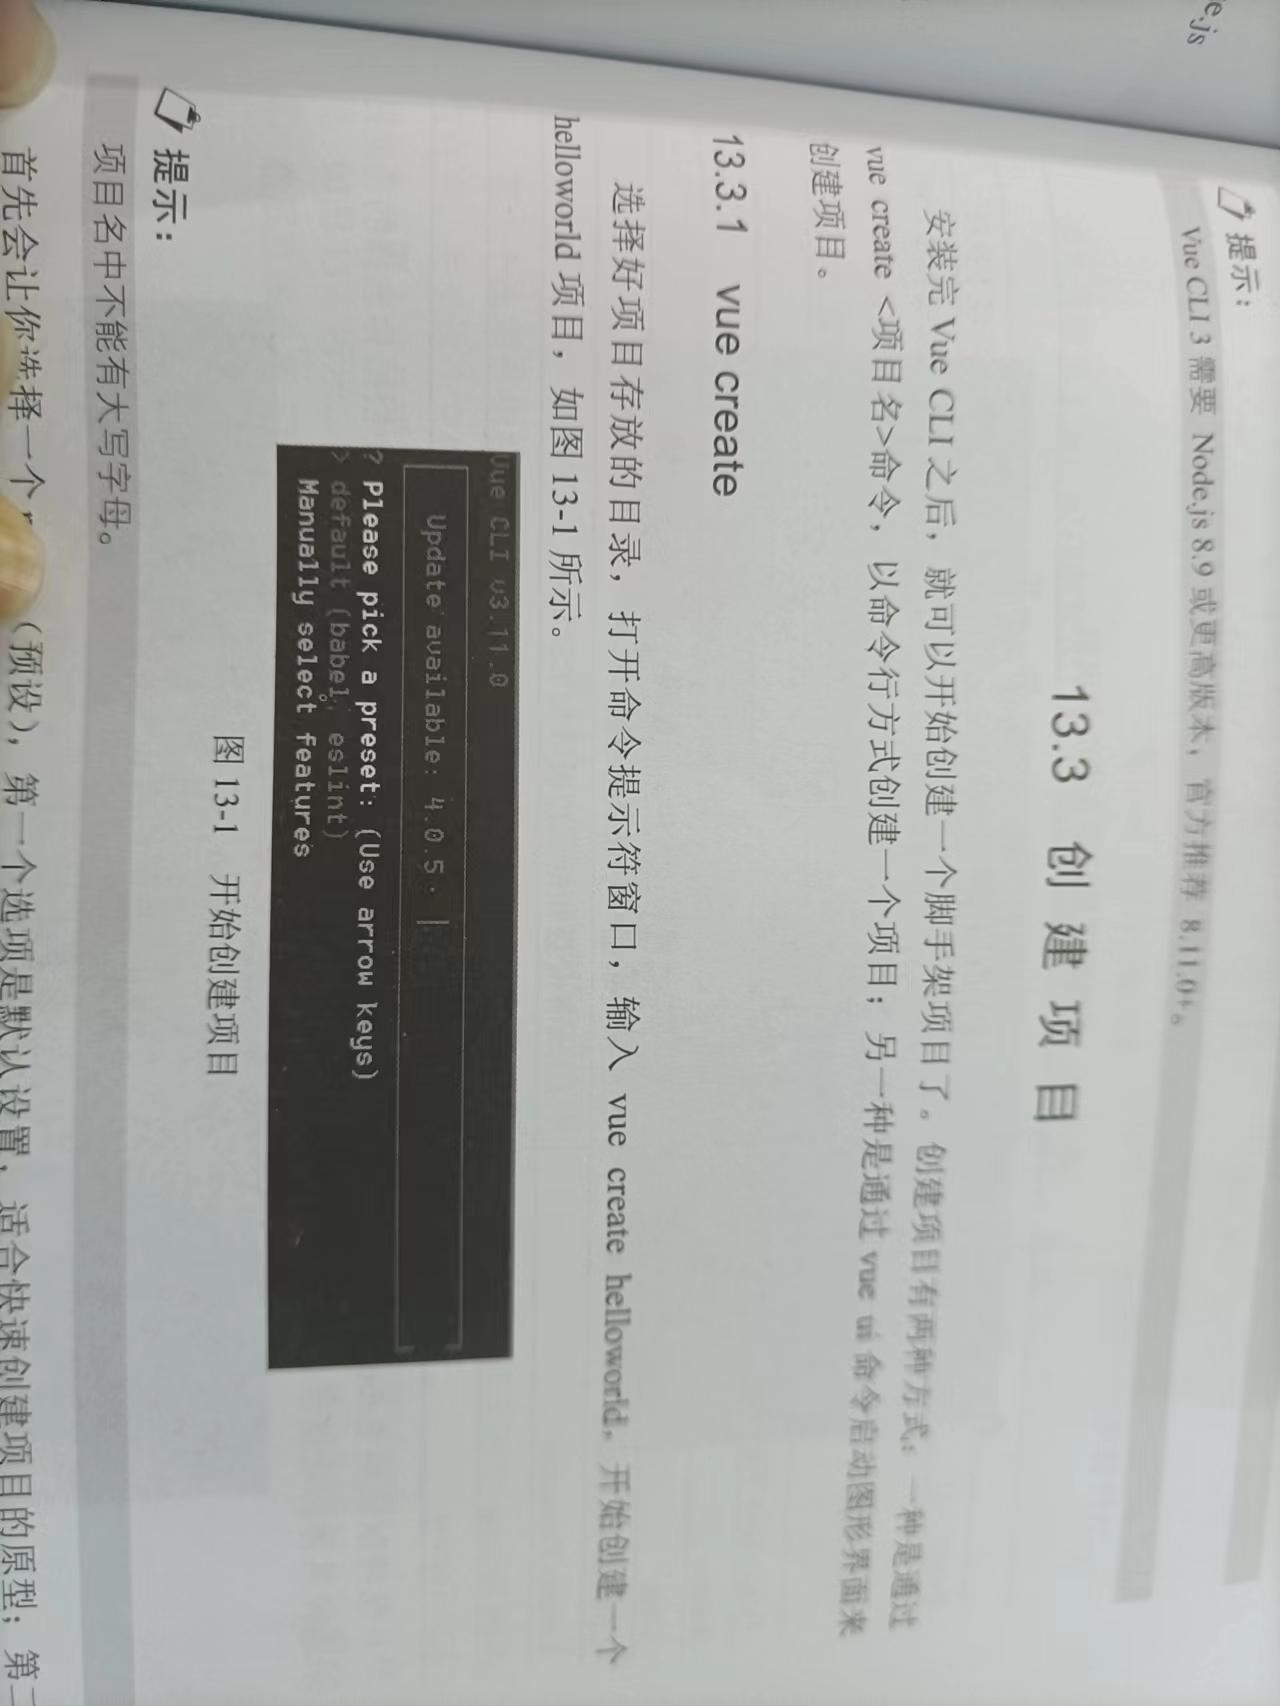 e.js
提示：
Vue CLI 3 需要 Node.js 8.9 或更高版本，官方推荐 8.11.0+。
13.3 创建项目
安装完 Vue CLI 之后，就可以开始创建一个脚手架项目了。创建项目有两种方式：一种是通过
vue create <项目名>命令，以命令行方式创建一个项目；另一种是通过 vue ui 命令启动图形界面来
创建项目。
13.3.1 vue create
选择好项目存放的目录，打开命令提示符窗口，输入 vue create helloworld，开始创建一个
helloworld 项目，如图 13-1 所示。
Vue CLI v3.11.0
Update available: 4.0.5
? Please pick a preset: (Use arrow keys)
> default (babel, eslint)
Manually select features
图 13-1 开始创建项目
提示：
项目名中不能有大写字母。
首先会让你选择一个（预设），第一个选项是默认设置，适合快速创建项目的原型；第二